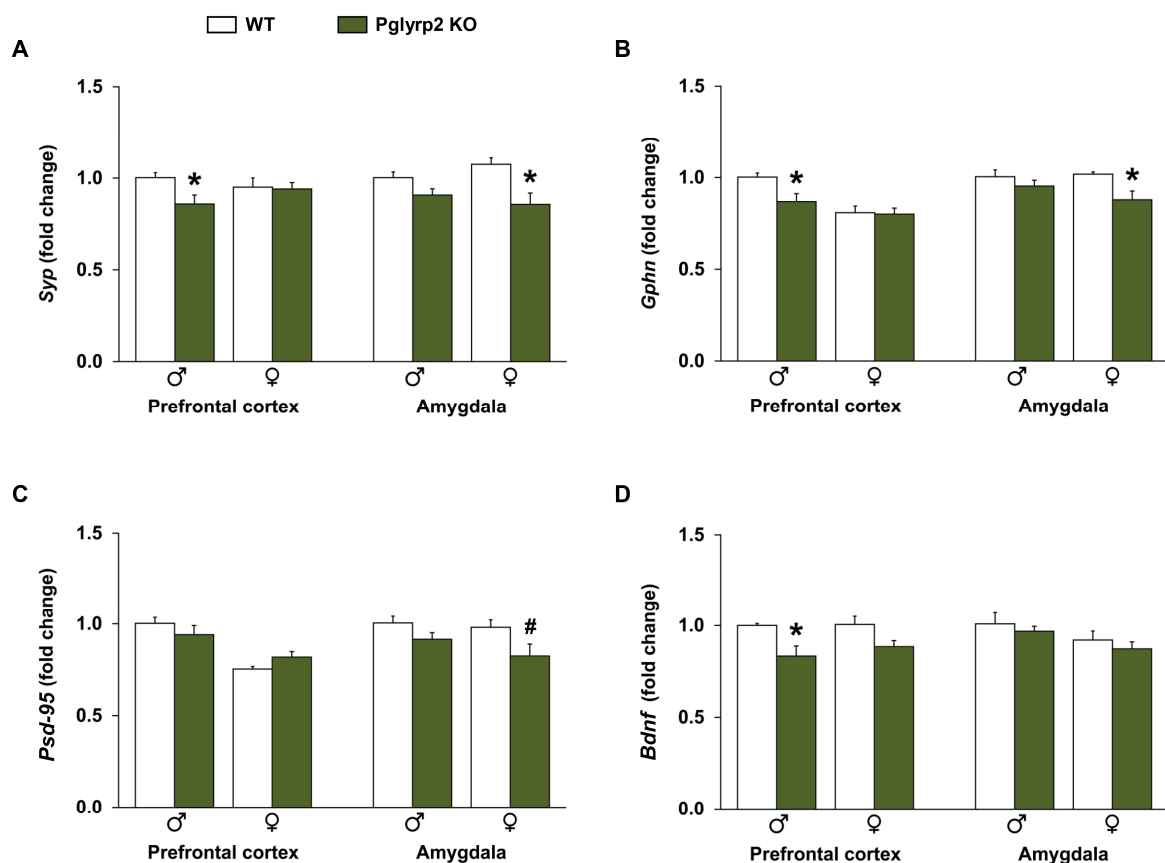 WT Pglyrp2 KO
A
1.5
1.0
0.5
0.0
Syp (fold change)
* *
♂ ♀ ♂ ♀
Prefrontal cortex Amygdala
B
1.5
1.0
0.5
0.0
Gphn (fold change)
* *
♂ ♀ ♂ ♀
Prefrontal cortex Amygdala
C
1.5
1.0
0.5
0.0
Psd-95 (fold change)
#
♂ ♀ ♂ ♀
Prefrontal cortex Amygdala
D
1.5
1.0
0.5
0.0
Bdnf (fold change)
*
♂ ♀ ♂ ♀
Prefrontal cortex Amygdala